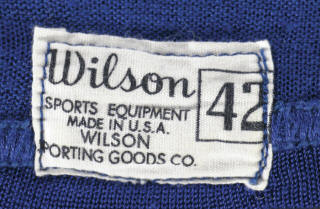 Wilson 42
SPORTS EQUIPMENT
MADE IN U.S.A.
WILSON
PORTING GOODS CO.